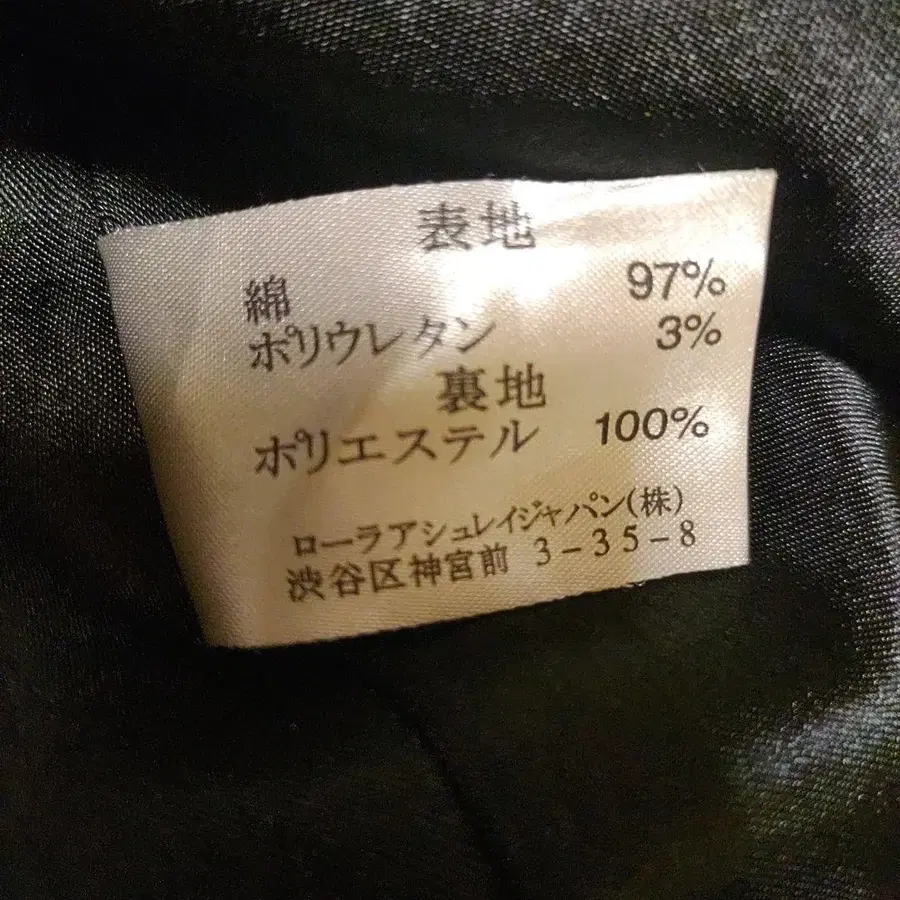 表地
綿 97%
ポリウレタン 3%
裏地
ポリエステル 100%
ローラアシュレイジャパン(株)
渋谷区神宮前 3-35-8